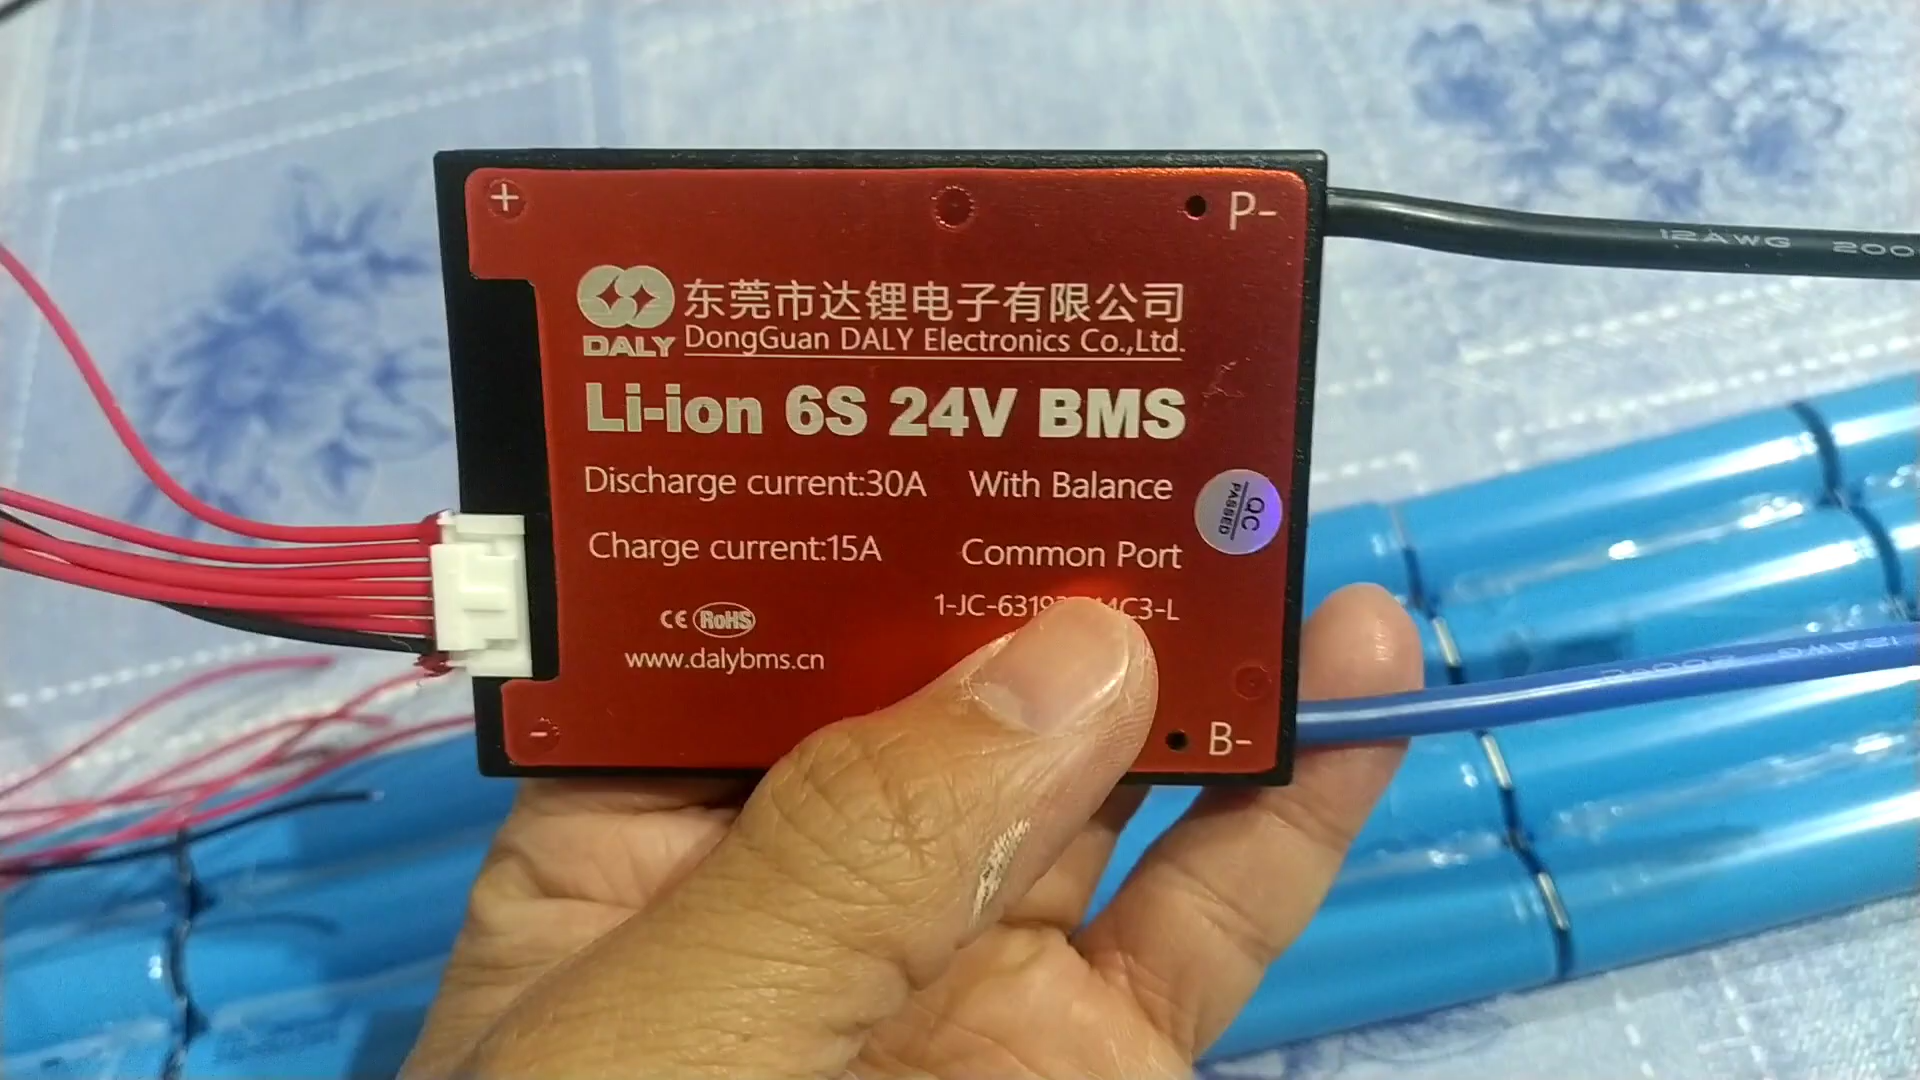 +
P-
12AWG 200
东莞市达锂电子有限公司
DALY
DongGuan DALY Electronics Co.,Ltd.
Li-ion 6S 24V BMS
Discharge current:30A With Balance
QC
PASSED
Charge current:15A Common Port
CE RoHS
www.dalybms.cn
-
B-
12AWG